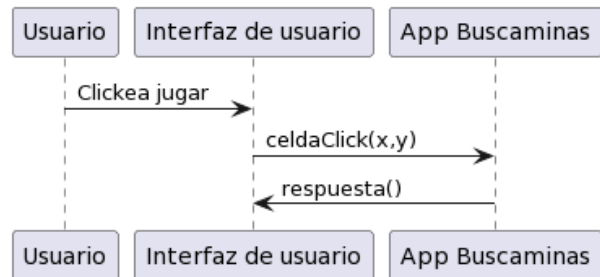 Usuario
Interfaz de usuario
App Buscaminas
Clickea jugar
celdaClick(x,y)
respuesta()
Usuario
Interfaz de usuario
App Buscaminas